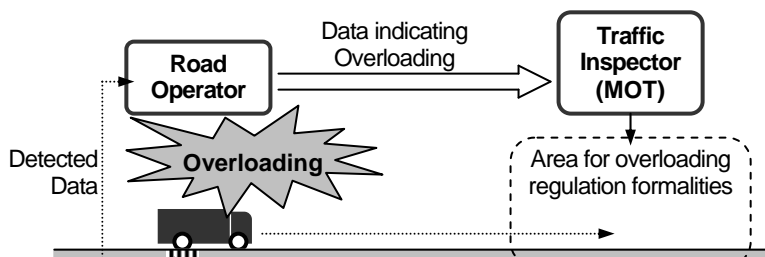 Data indicating
Overloading
Road
Operator
Traffic
Inspector
(MOT)
Overloading
Detected
Data
Area for overloading
regulation formalities